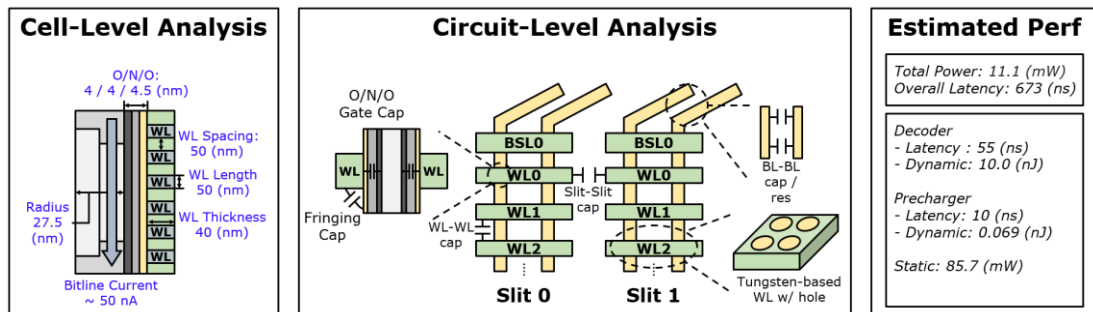 Cell-Level Analysis
O/N/O:
4 / 4 / 4.5 (nm)
WL
WL
WL
WL
WL
WL Spacing:
50 (nm)
WL Length
50 (nm)
WL Thickness
40 (nm)
Radius
27.5
(nm)
Bitline Current
~ 50 nA
Circuit-Level Analysis
O/N/O
Gate Cap
WL
WL
Fringing
Cap
WL-WL
cap
BSL0
WL0
WL1
WL2
Slit 0
Slit-Slit
cap
BSL0
WL0
WL1
WL2
Slit 1
BL-BL
cap /
res
Tungsten-based
WL w/ hole
Estimated Perf
Total Power: 11.1 (mW)
Overall Latency: 673 (ns)
Decoder
- Latency : 55 (ns)
- Dynamic: 10.0 (nJ)
Precharger
- Latency: 10 (ns)
- Dynamic: 0.069 (nJ)
Static: 85.7 (mW)